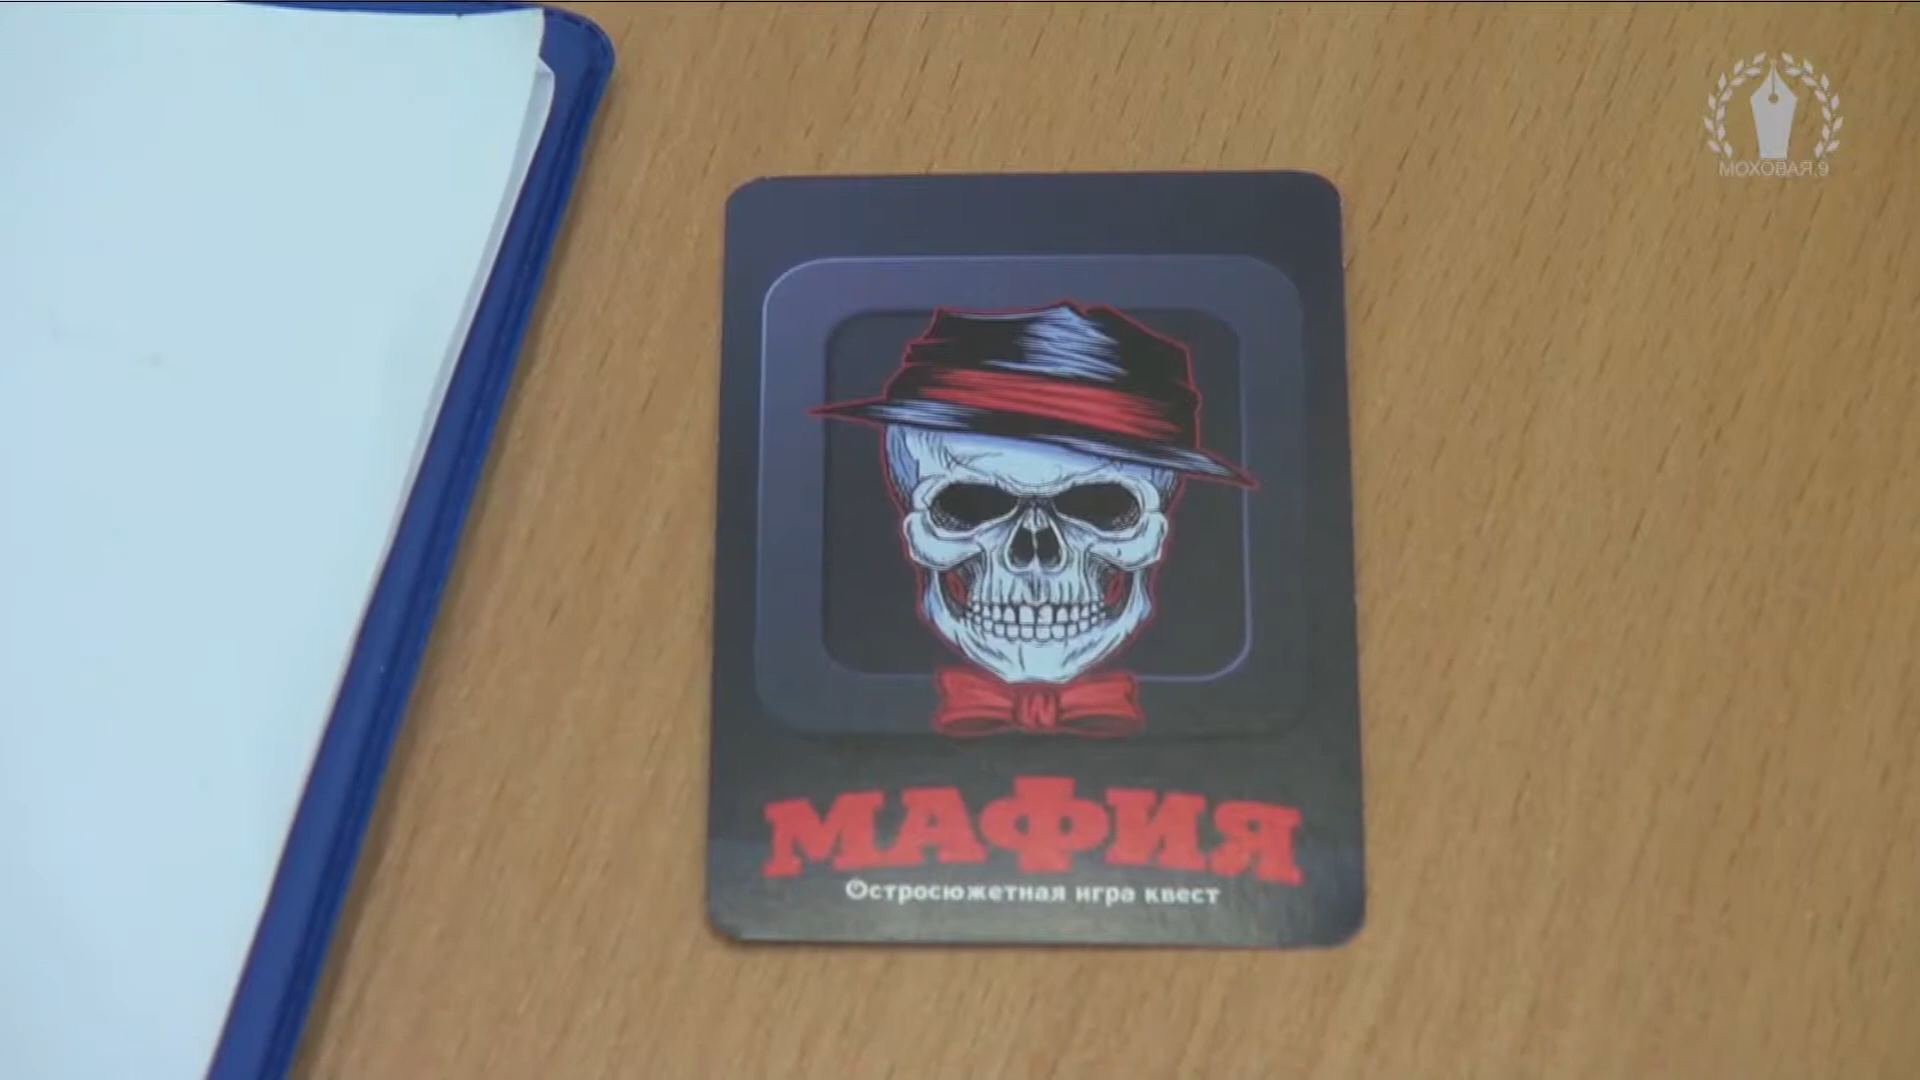 МОХОВАЯ,9
МАФИЯ
Остросюжетная игра квест